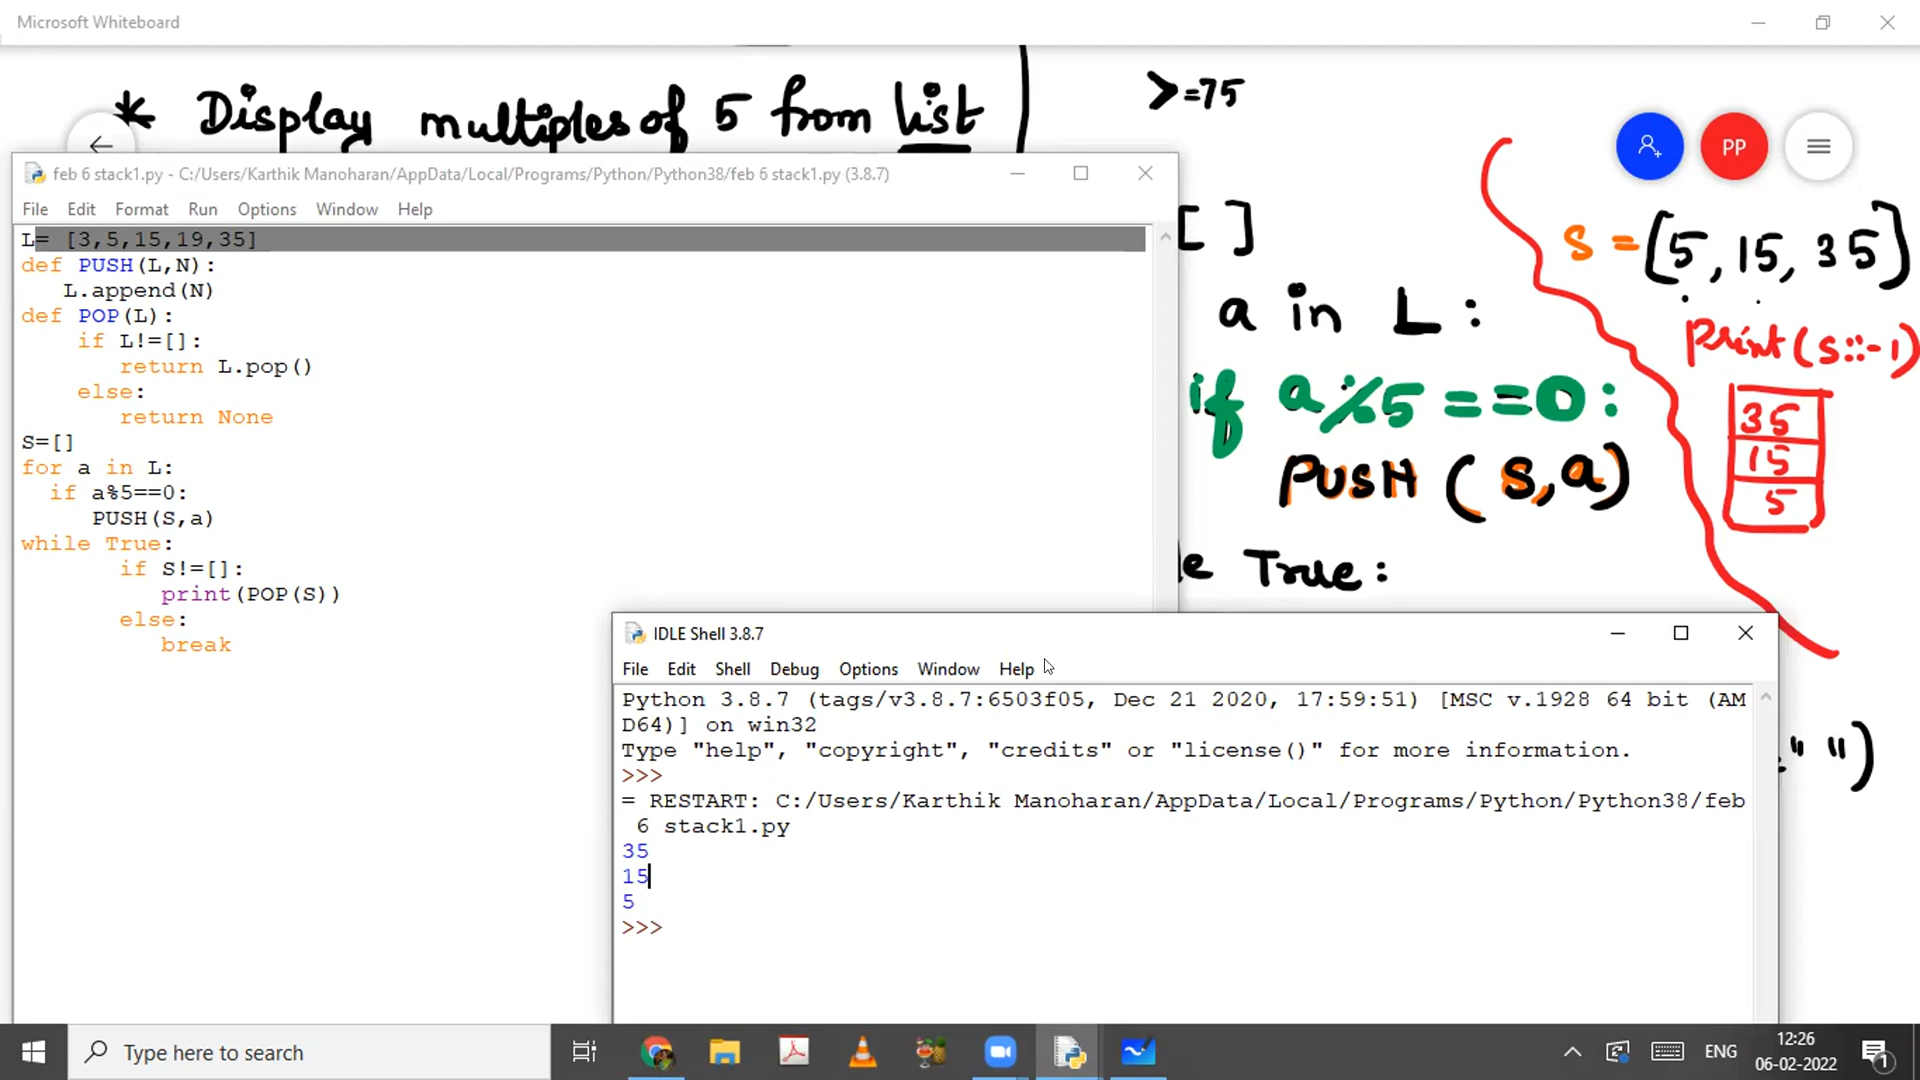 Microsoft Whiteboard
* Display multiples of 5 from list
>=75
PP
feb 6 stack1.py - C:/Users/Karthik Manoharan/AppData/Local/Programs/Python/Python38/feb 6 stack1.py (3.8.7)
File Edit Format Run Options Window Help
L= [3,5,15,19,35]
def PUSH(L,N):
L.append(N)
def POP(L):
if L!=[]:
return L.pop()
else:
return None
S=[]
for a in L:
if a%5==0:
PUSH(S,a)
while True:
if S!=[]:
print(POP(S))
else:
break
[ ]
a in L :
if a%5 ==0:
PUSH ( S,a)
e True:
" ")
S =[5, 15, 35]
Print(S::-1)
35
15
5
IDLE Shell 3.8.7
File Edit Shell Debug Options Window Help
Python 3.8.7 (tags/v3.8.7:6503f05, Dec 21 2020, 17:59:51) [MSC v.1928 64 bit (AM
D64)] on win32
Type "help", "copyright", "credits" or "license()" for more information.
>>>
= RESTART: C:/Users/Karthik Manoharan/AppData/Local/Programs/Python/Python38/feb
6 stack1.py
35
15
5
>>>
Type here to search
ENG
12:26
06-02-2022
1